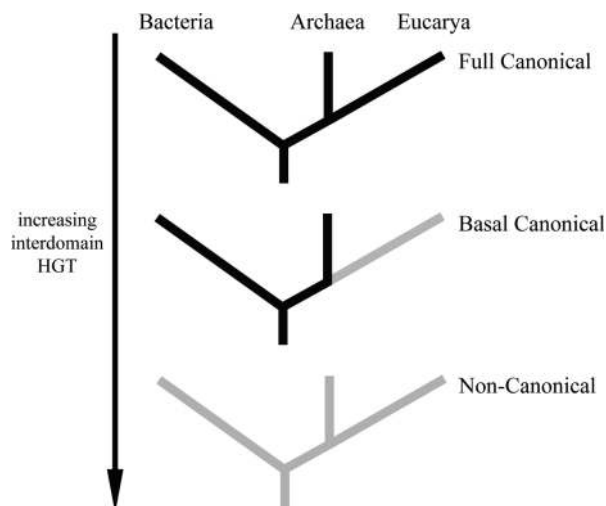 Bacteria Archaea Eucarya
Full Canonical
increasing
interdomain
HGT
Basal Canonical
Non-Canonical